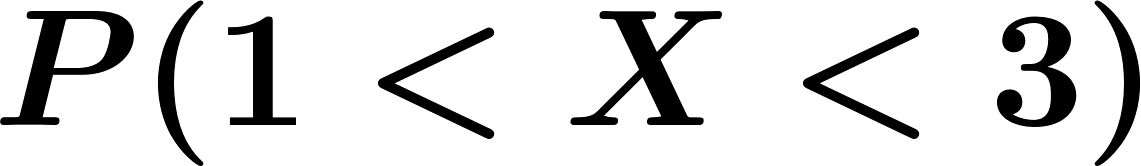 P(1 < X < 3)